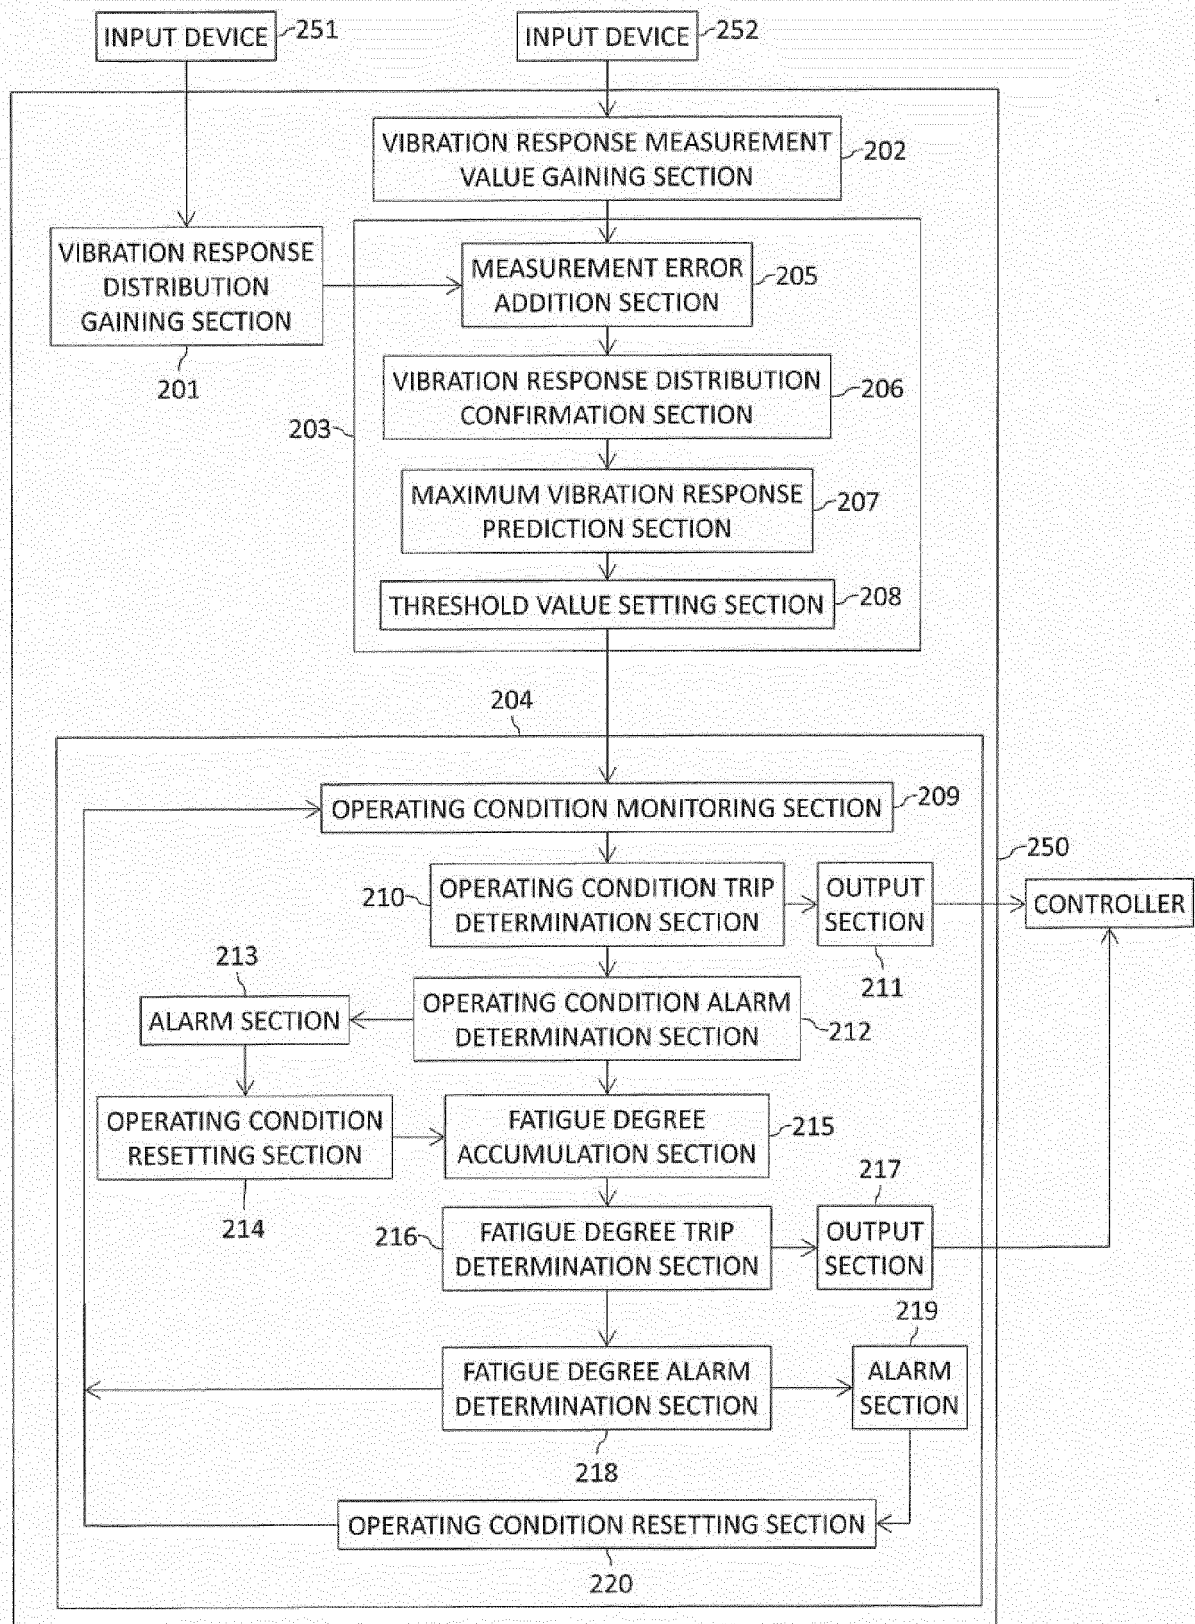 INPUT DEVICE
251
INPUT DEVICE
252
VIBRATION RESPONSE MEASUREMENT
VALUE GAINING SECTION
202
VIBRATION RESPONSE
DISTRIBUTION
GAINING SECTION
201
MEASUREMENT ERROR
ADDITION SECTION
205
VIBRATION RESPONSE DISTRIBUTION
CONFIRMATION SECTION
206
203
MAXIMUM VIBRATION RESPONSE
PREDICTION SECTION
207
THRESHOLD VALUE SETTING SECTION
208
204
OPERATING CONDITION MONITORING SECTION
209
250
210
OPERATING CONDITION TRIP
DETERMINATION SECTION
OUTPUT
SECTION
211
CONTROLLER
213
ALARM SECTION
OPERATING CONDITION ALARM
DETERMINATION SECTION
212
OPERATING CONDITION
RESETTING SECTION
214
FATIGUE DEGREE
ACCUMULATION SECTION
215
216
FATIGUE DEGREE TRIP
DETERMINATION SECTION
217
OUTPUT
SECTION
219
FATIGUE DEGREE ALARM
DETERMINATION SECTION
218
ALARM
SECTION
OPERATING CONDITION RESETTING SECTION
220